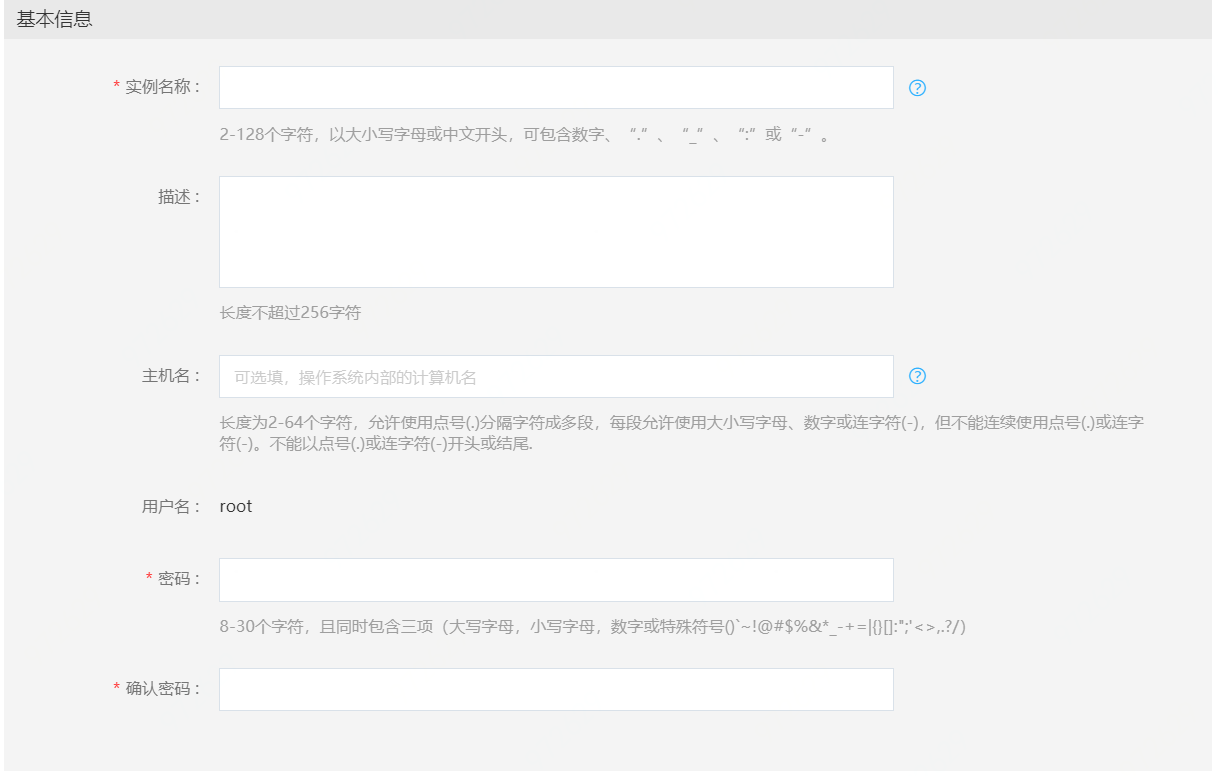 基本信息
* 实例名称：
2-128个字符，以大小写字母或中文开头，可包含数字、“.”、“_”、“:”或“-”。
描述：
长度不超过256字符
主机名：
可选填，操作系统内部的计算机名
长度为2-64个字符，允许使用点号(.)分隔字符成多段，每段允许使用大小写字母、数字或连字符(-)，但不能连续使用点号(.)或连字
符(-)。不能以点号(.)或连字符(-)开头或结尾.
用户名： root
* 密码：
8-30个字符，且同时包含三项（大写字母，小写字母，数字或特殊符号()`~!@#$%&*_-+=|{}[]:";'<>,.?/)
* 确认密码：